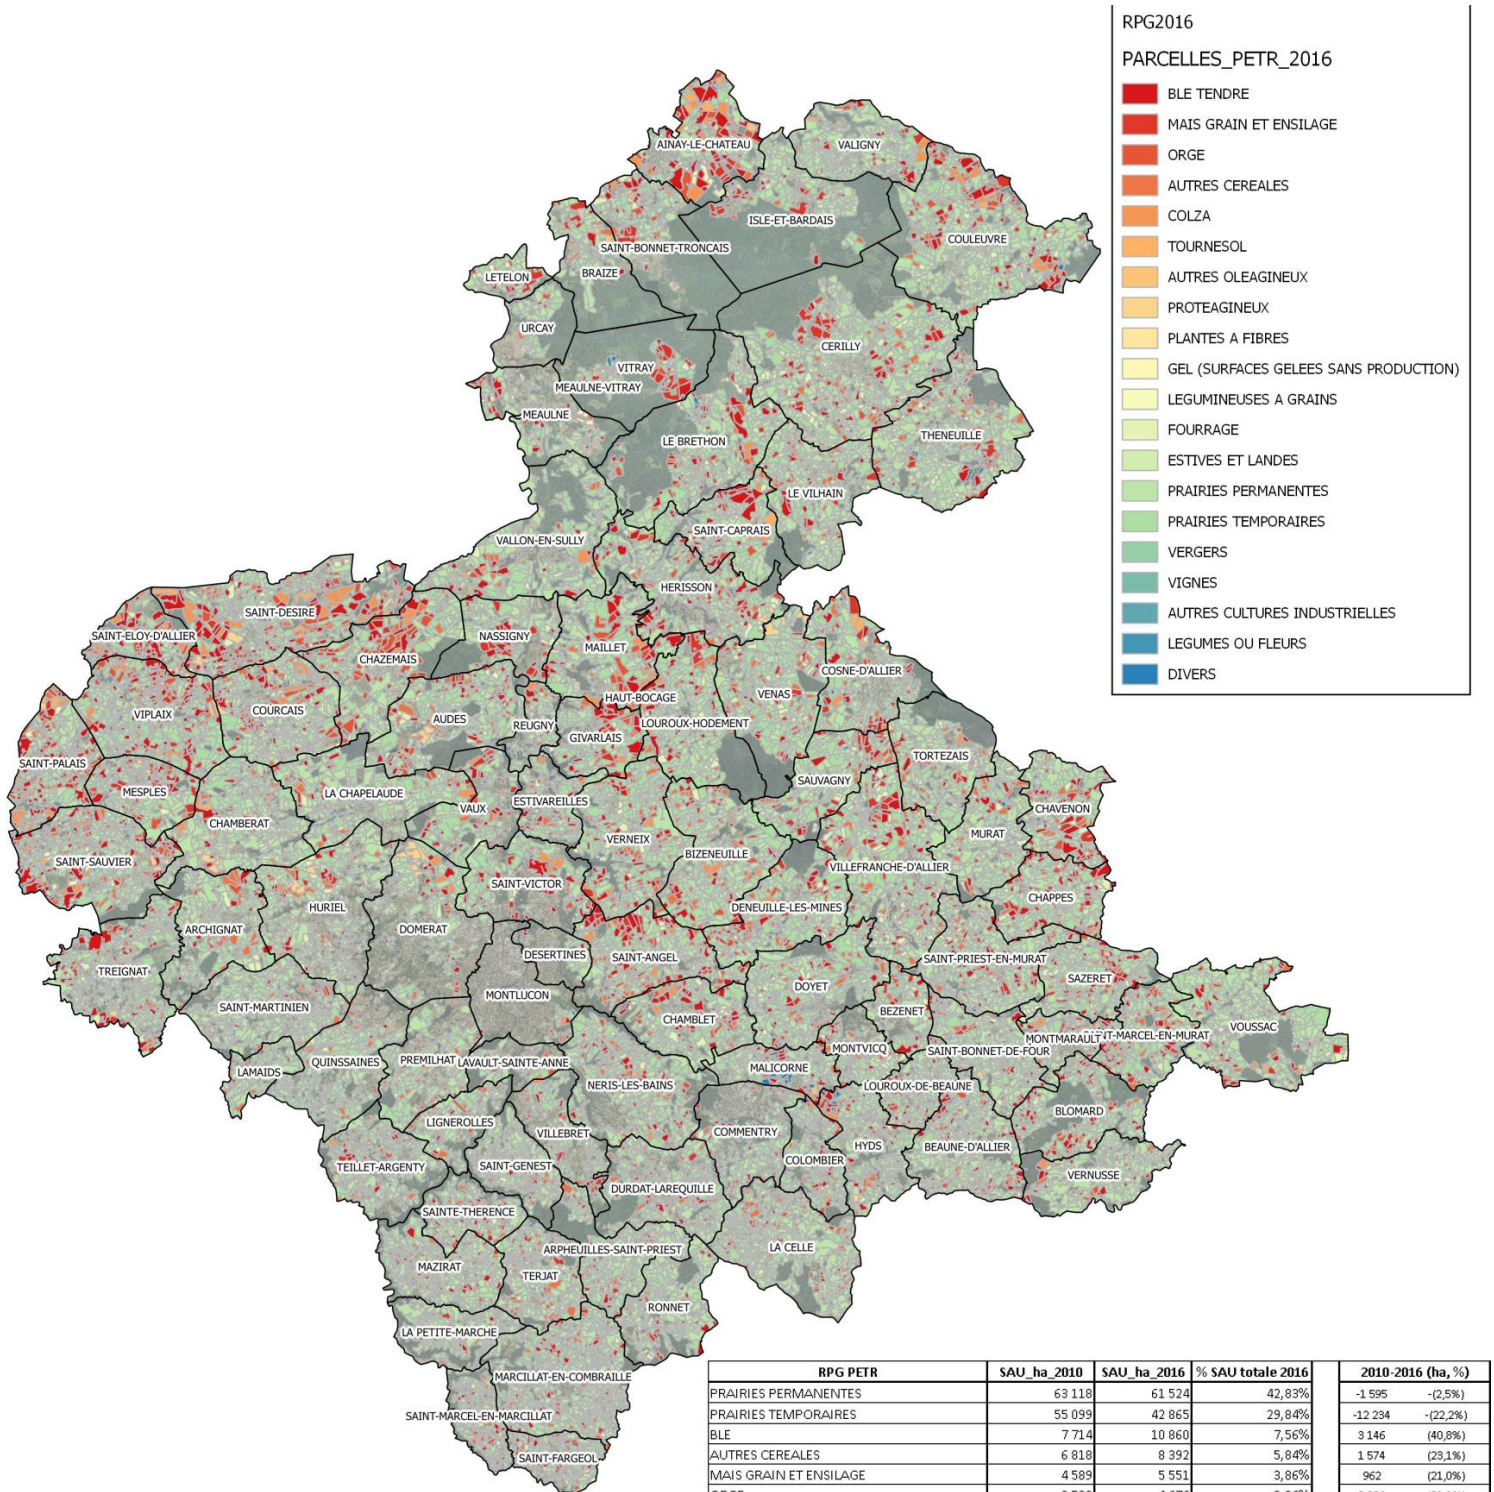 RPG2016
PARCELLES_PETR_2016
BLE TENDRE
MAIS GRAIN ET ENSILAGE
ORGE
AUTRES CEREALES
COLZA
TOURNESOL
AUTRES OLEAGINEUX
PROTEAGINEUX
PLANTES A FIBRES
GEL (SURFACES GELEES SANS PRODUCTION)
LEGUMINEUSES A GRAINS
FOURRAGE
ESTIVES ET LANDES
PRAIRIES PERMANENTES
PRAIRIES TEMPORAIRES
VERGERS
VIGNES
AUTRES CULTURES INDUSTRIELLES
LEGUMES OU FLEURS
DIVERS
AINAY-LE-CHATEAU
VALIGNY
ISLE-ET-BARDAIS
COULEUVRE
SAINT-BONNET-TRONCAIS
BRAIZE
LETELON
URCAY
CERILLY
VITRAY
MEAULNE-VITRAY
MEAULNE
LE BRETHON
THENEUILLE
LE VILHAIN
SAINT-CAPRAIS
VALLON-EN-SULLY
HERISSON
SAINT-DESIRE
SAINT-ELOY-D'ALLIER
NASSIGNY
MAILLET
CHAZEMAIS
COSNE-D'ALLIER
HAUT-BOCAGE
VENAS
VIPLAIX
COURCAIS
AUDES
REUGNY
GIVARLAIS
LOUROUX-HODEMENT
TORTEZAIS
SAINT-PALAIS
SAUVAGNY
MESPLES
LA CHAPELAUDE
VAUX
ESTIVAREILLES
CHAVENON
CHAMBERAT
VERNEIX
MURAT
BIZENEUILLE
SAINT-SAUVIER
VILLEFRANCHE-D'ALLIER
SAINT-VICTOR
CHAPPES
HURIEL
DENEUILLE-LES-MINES
ARCHIGNAT
DOMERAT
DESERTINES
SAINT-ANGEL
SAINT-PRIEST-EN-MURAT
TREIGNAT
SAZERET
DOYET
MONTLUCON
SAINT-MARTINIEN
BEZENET
CHAMBLET
VOUSSAC
MONTMARAULT
SAINT-MARCEL-EN-MURAT
MONTVICQ
SAINT-BONNET-DE-FOUR
QUINSSAINES
PREMILHAT
LAVAULT-SAINTE-ANNE
MALICORNE
LAMAIDS
NERIS-LES-BAINS
LOUROUX-DE-BEAUNE
BLOMARD
LIGNEROLLES
VILLEBRET
COMMENTRY
HYDS
BEAUNE-D'ALLIER
COLOMBIER
TEILLET-ARGENTY
SAINT-GENEST
VERNUSSE
DURDAT-LAREQUILLE
SAINTE-THERENCE
ARPHEUILLES-SAINT-PRIEST
LA CELLE
MAZIRAT
TERJAT
RONNET
LA PETITE-MARCHE
MARCILLAT-EN-COMBRAILLE
SAINT-MARCEL-EN-MARCILLAT
SAINT-FARGEOL
RPG PETR SAU_ha_2010 SAU_ha_2016 % SAU totale 2016 2010-2016 (ha, %)
PRAIRIES PERMANENTES 63 118 61 524 42,83% -1 595 -(2,5%)
PRAIRIES TEMPORAIRES 55 099 42 865 29,84% -12 234 -(22,2%)
BLE 7 714 10 860 7,56% 3 146 (40,8%)
AUTRES CEREALES 6 818 8 392 5,84% 1 574 (23,1%)
MAIS GRAIN ET ENSILAGE 4 589 5 551 3,86% 962 (21,0%)